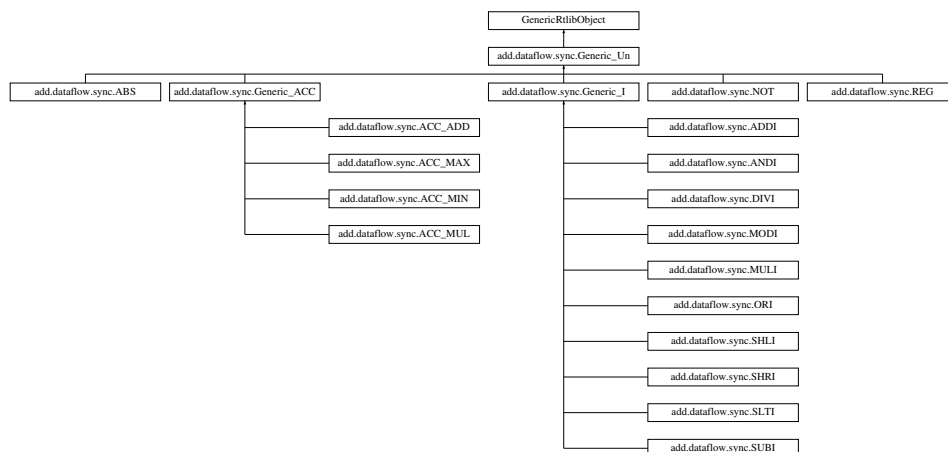 GenericRtlibObject
add.dataflow.sync.Generic_Un
add.dataflow.sync.ABS
add.dataflow.sync.Generic_ACC
add.dataflow.sync.Generic_I
add.dataflow.sync.NOT
add.dataflow.sync.REG
add.dataflow.sync.ACC_ADD
add.dataflow.sync.ADDI
add.dataflow.sync.ACC_MAX
add.dataflow.sync.ANDI
add.dataflow.sync.ACC_MIN
add.dataflow.sync.DIVI
add.dataflow.sync.ACC_MUL
add.dataflow.sync.MODI
add.dataflow.sync.MULI
add.dataflow.sync.ORI
add.dataflow.sync.SHLI
add.dataflow.sync.SHRI
add.dataflow.sync.SLTI
add.dataflow.sync.SUBI